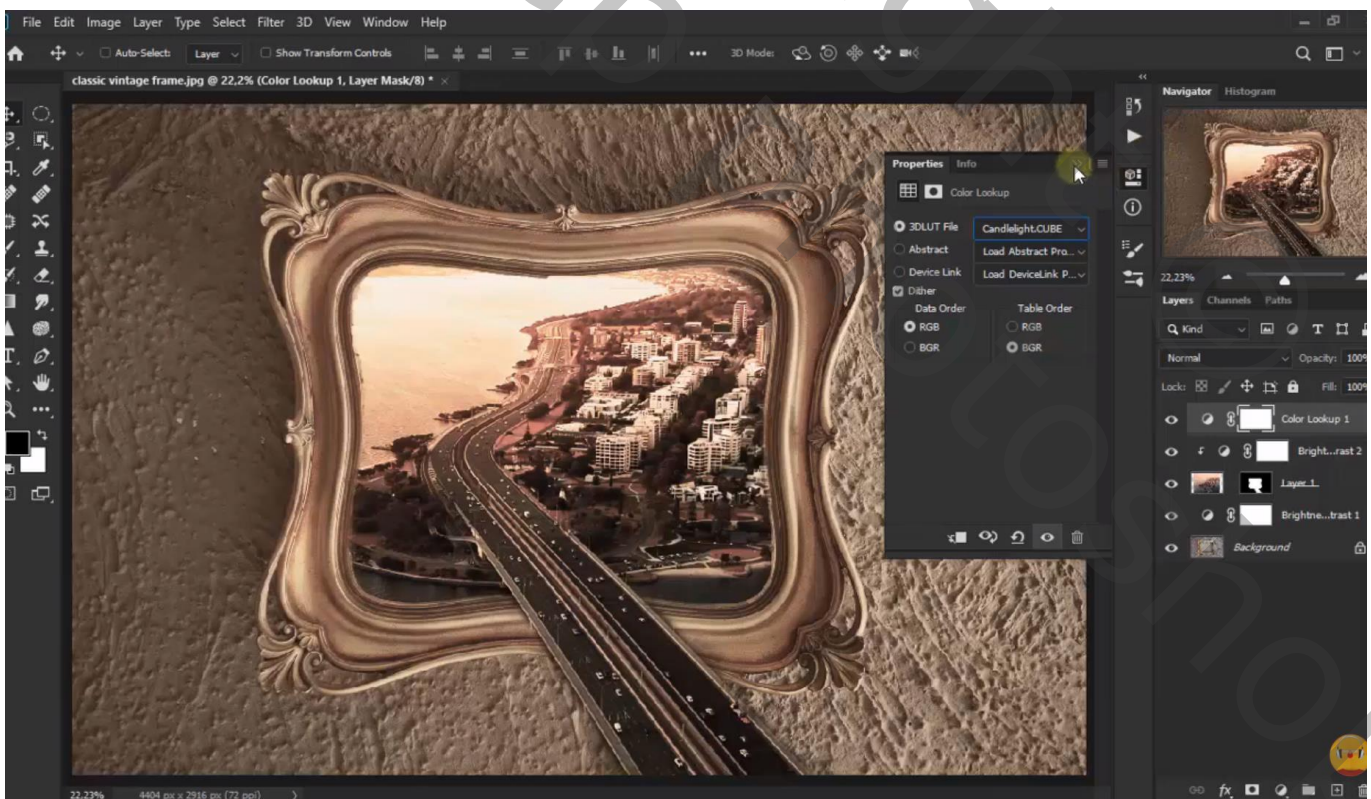 File Edit Image Layer Type Select Filter 3D View Window Help
Auto-Select: Layer Show Transform Controls 3D Mode:
classic vintage frame.jpg @ 22,2% (Color Lookup 1, Layer Mask/8) * ×
Navigator Histogram
Properties Info
Color Lookup
3DLUT File Candlelight.CUBE
Abstract Load Abstract Pro...
Device Link Load DeviceLink P...
Dither
Data Order Table Order
RGB RGB
BGR BGR
22,23%
Layers Channels Paths
Kind
Normal Opacity: 100%
Lock: Fill: 100%
Color Lookup 1
Bright...rast 2
Layer 1
Brightne...trast 1
Background
22,23% 4404 px x 2916 px (72 ppi)